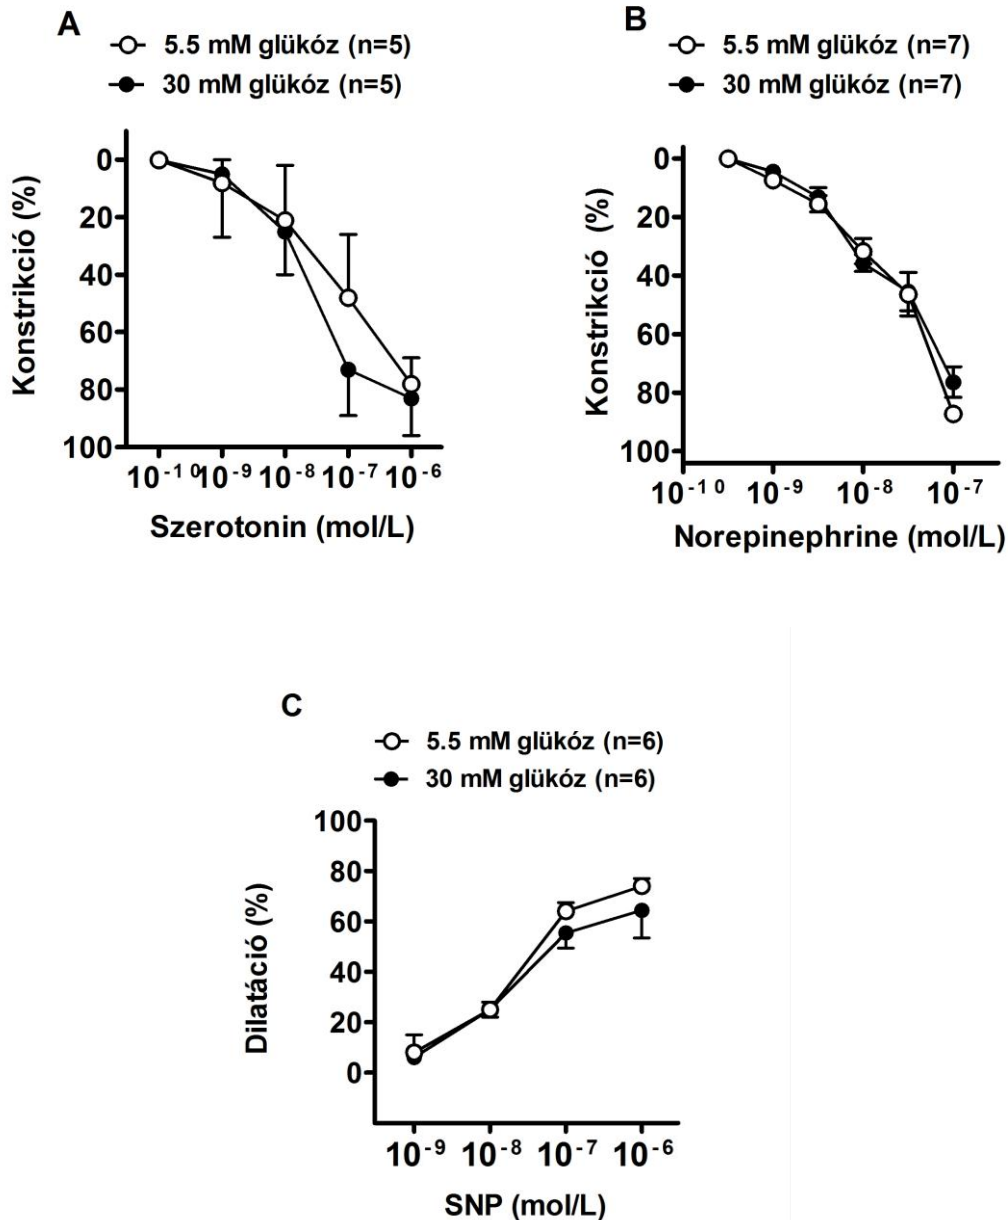 A
5.5 mM glükóz (n=5)
30 mM glükóz (n=5)
Konstrikció (%)
0
20
40
60
80
100
10⁻¹⁰ 10⁻⁹ 10⁻⁸ 10⁻⁷ 10⁻⁶
Szerotonin (mol/L)
B
5.5 mM glükóz (n=7)
30 mM glükóz (n=7)
Konstrikció (%)
0
20
40
60
80
100
10⁻¹⁰ 10⁻⁹ 10⁻⁸ 10⁻⁷
Norepinephrine (mol/L)
C
5.5 mM glükóz (n=6)
30 mM glükóz (n=6)
Dilatáció (%)
100
80
60
40
20
0
10⁻⁹ 10⁻⁸ 10⁻⁷ 10⁻⁶
SNP (mol/L)